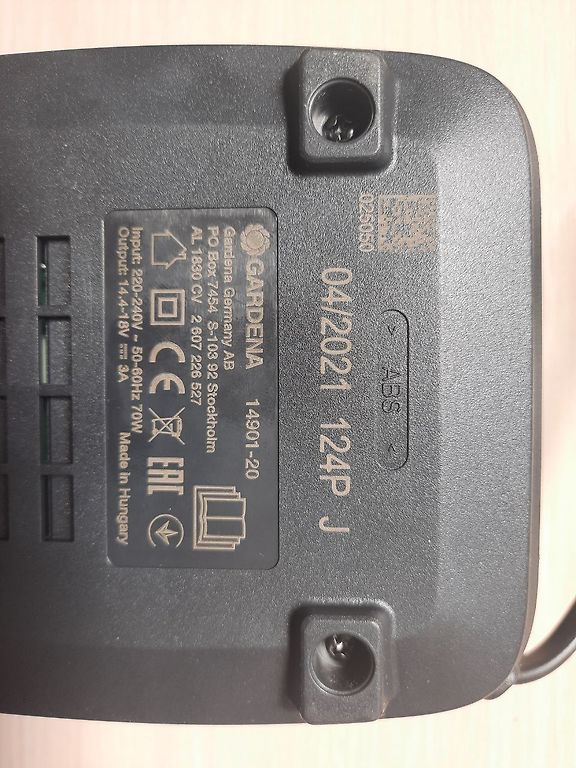 02250I50
04/2021 124P J
> ABS <
GARDENA 14901-20
Gardena Germany AB
PO Box 7454 S-103 92 Stockholm
AL 1830 CV 2 607 226 527
CE EAC
Input: 220-240V ~ 50-60Hz 70W
Output: 14.4-18V ⎓ 3A Made in Hungary